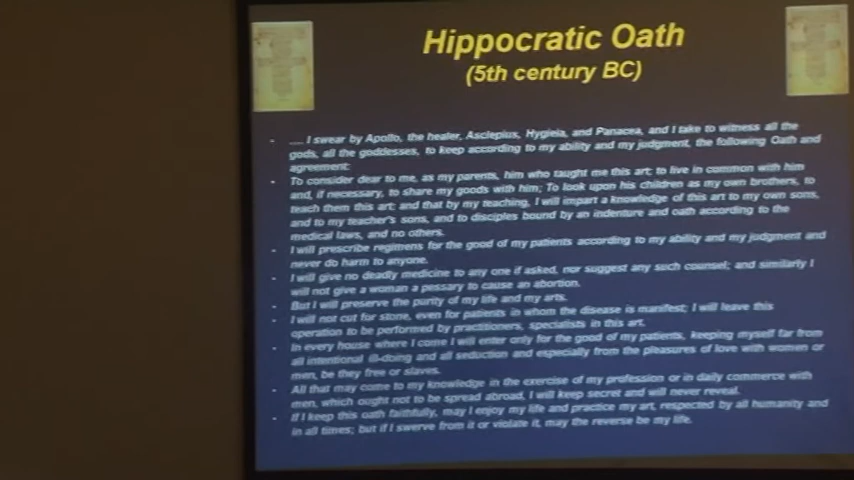 Hippocratic Oath
(5th century BC)
- .... I swear by Apollo, the healer, Asclepius, Hygieia, and Panacea, and I take to witness all the
gods, all the goddesses, to keep according to my ability and my judgment, the following Oath and
agreement:
- To consider dear to me, as my parents, him who taught me this art; to live in common with him
and, if necessary, to share my goods with him; To look upon his children as my own brothers, to
teach them this art; and that by my teaching, I will impart a knowledge of this art to my own sons,
and to my teacher's sons, and to disciples bound by an indenture and oath according to the
medical laws, and no others.
- I will prescribe regimens for the good of my patients according to my ability and my judgment and
never do harm to anyone.
- I will give no deadly medicine to any one if asked, nor suggest any such counsel; and similarly I
will not give a woman a pessary to cause an abortion.
- But I will preserve the purity of my life and my arts.
- I will not cut for stone, even for patients in whom the disease is manifest; I will leave this
operation to be performed by practitioners, specialists in this art.
- In every house where I come I will enter only for the good of my patients, keeping myself far from
all intentional ill-doing and all seduction and especially from the pleasures of love with women or
men, be they free or slaves.
- All that may come to my knowledge in the exercise of my profession or in daily commerce with
men, which ought not to be spread abroad, I will keep secret and will never reveal.
- If I keep this oath faithfully, may I enjoy my life and practice my art, respected by all humanity and
in all times; but if I swerve from it or violate it, may the reverse be my life.